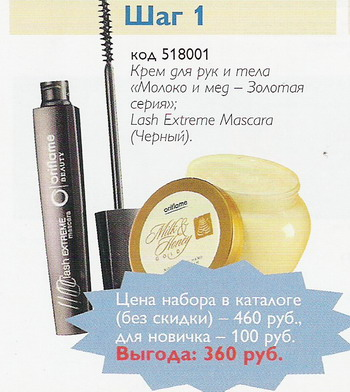 Шаг 1
код 518001
Крем для рук и тела
«Молоко и мед – Золотая
серия»;
Lash Extreme Mascara
(Черный).
oriflame
BEAUTY
lash EXTREME
mascara
oriflame
Milk &
Honey
GOLD
Цена набора в каталоге
(без скидки) – 460 руб.,
для новичка – 100 руб.
Выгода: 360 руб.